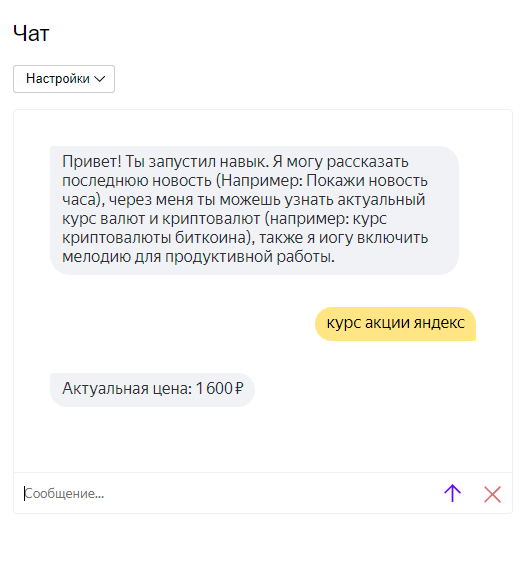 Чат
Настройки
Привет! Ты запустил навык. Я могу рассказать
последнюю новость (Например: Покажи новость
часа), через меня ты можешь узнать актуальный
курс валют и криптовалют (например: курс
криптовалюты биткоина), также я иогу включить
мелодию для продуктивной работы.
курс акции яндекс
Актуальная цена: 1 600 ₽
Сообщение...